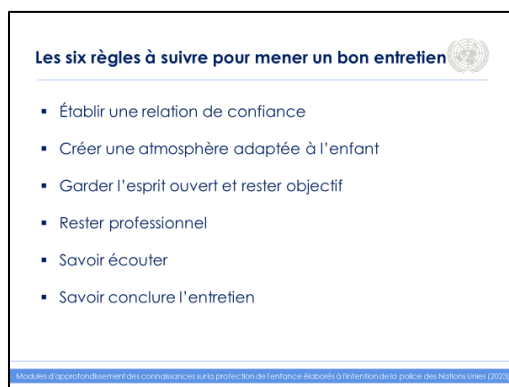 Les six règles à suivre pour mener un bon entretien
▪ Établir une relation de confiance
▪ Créer une atmosphère adaptée à l'enfant
▪ Garder l'esprit ouvert et rester objectif
▪ Rester professionnel
▪ Savoir écouter
▪ Savoir conclure l'entretien
Modules d'approfondissement des connaissances sur la protection de l'enfance élaborés à l'intention de la police des Nations Unies (2023)